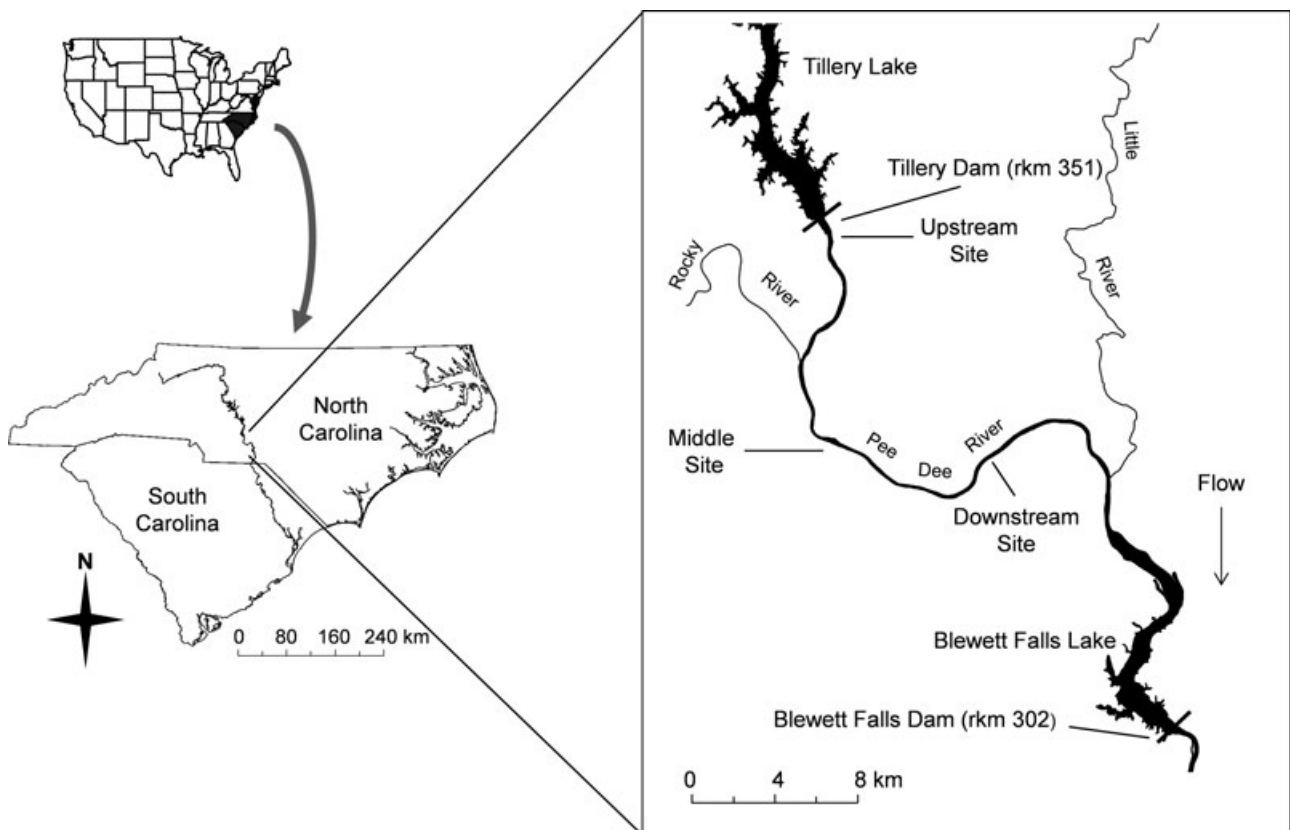 Tillery Lake
Little
River
Tillery Dam (rkm 351)
Upstream
Site
Rocky
River
North
Carolina
South
Carolina
N
0 80 160 240 km
Middle
Site
Pee
Dee
River
Downstream
Site
Flow
Blewett Falls Lake
Blewett Falls Dam (rkm 302)
0 4 8 km